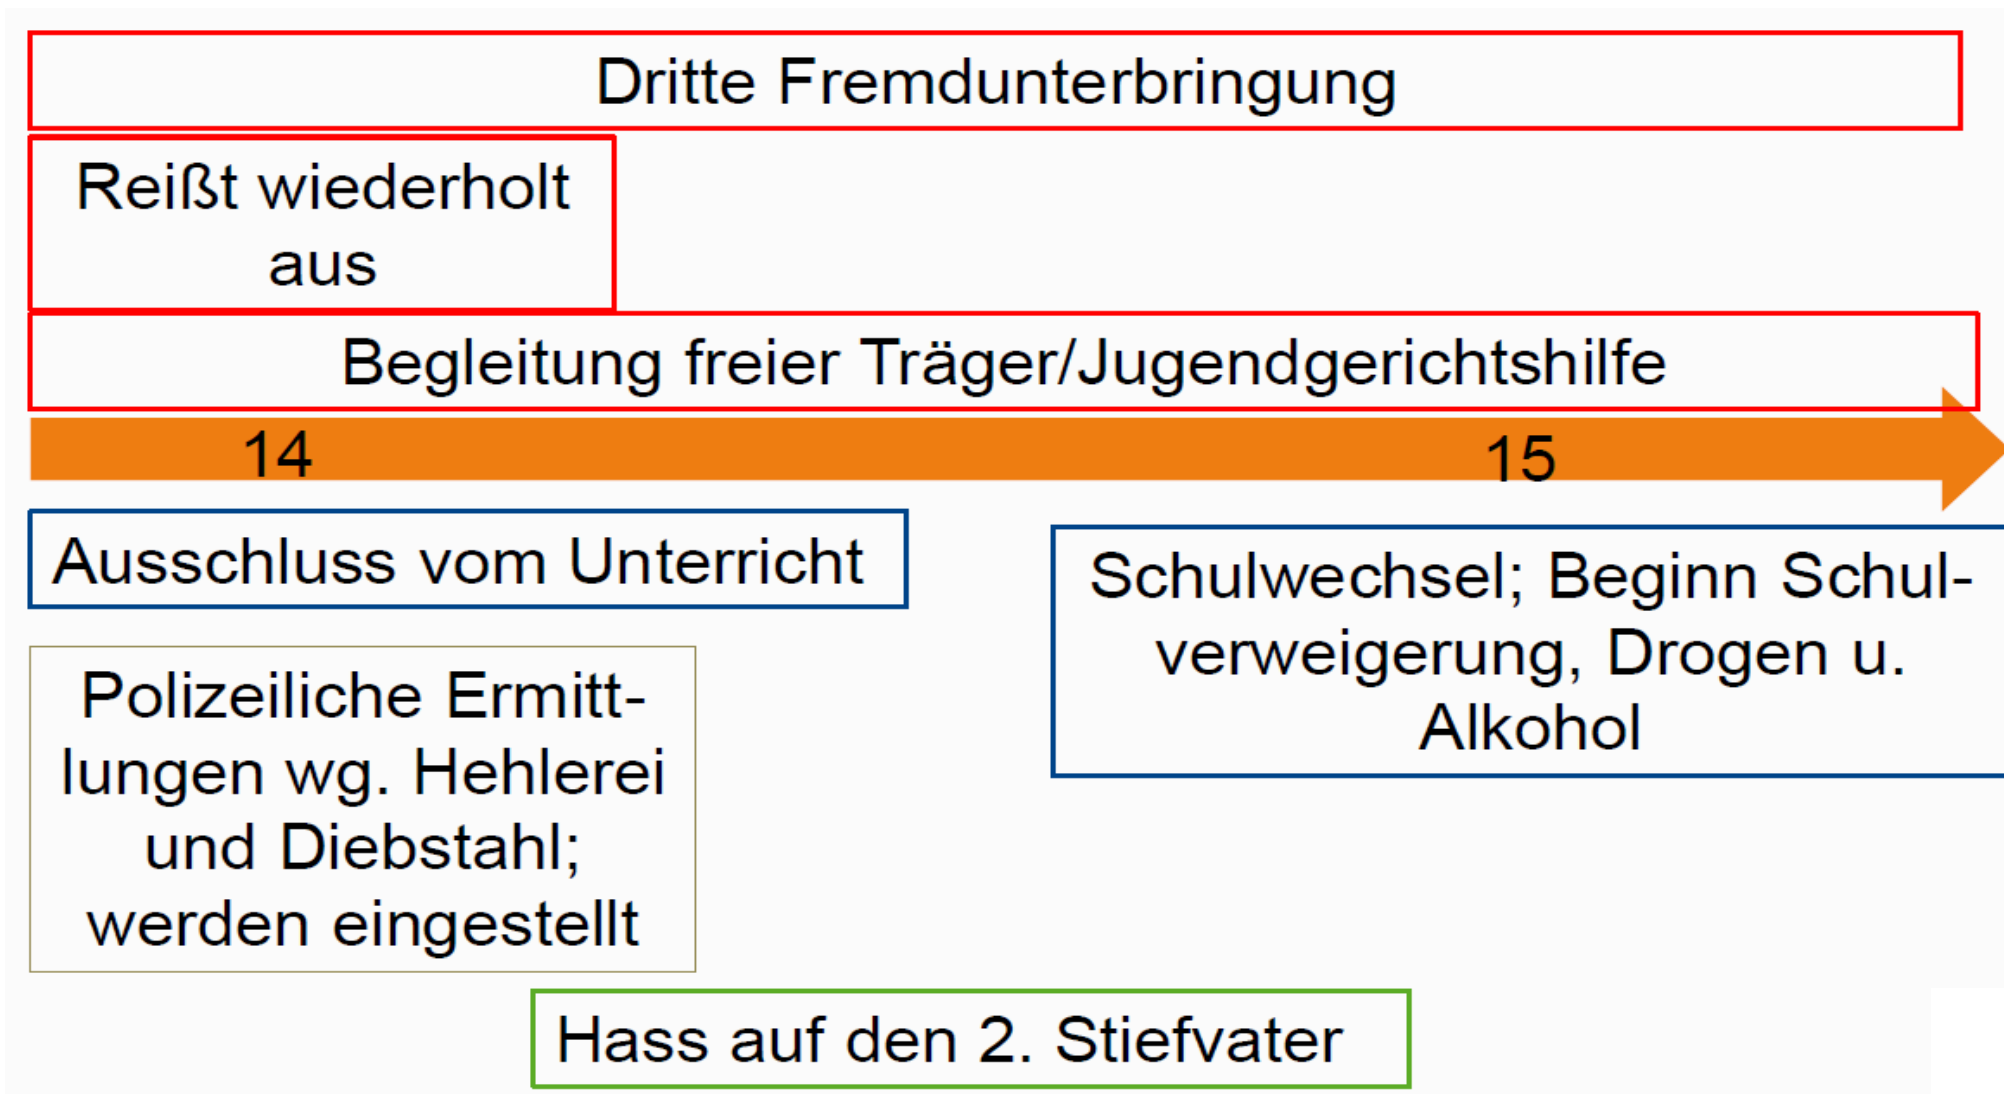 Dritte Fremdunterbringung
Reißt wiederholt
aus
Begleitung freier Träger/Jugendgerichtshilfe
14
15
Ausschluss vom Unterricht
Schulwechsel; Beginn Schul-
verweigerung, Drogen u.
Alkohol
Polizeiliche Ermitt-
lungen wg. Hehlerei
und Diebstahl;
werden eingestellt
Hass auf den 2. Stiefvater